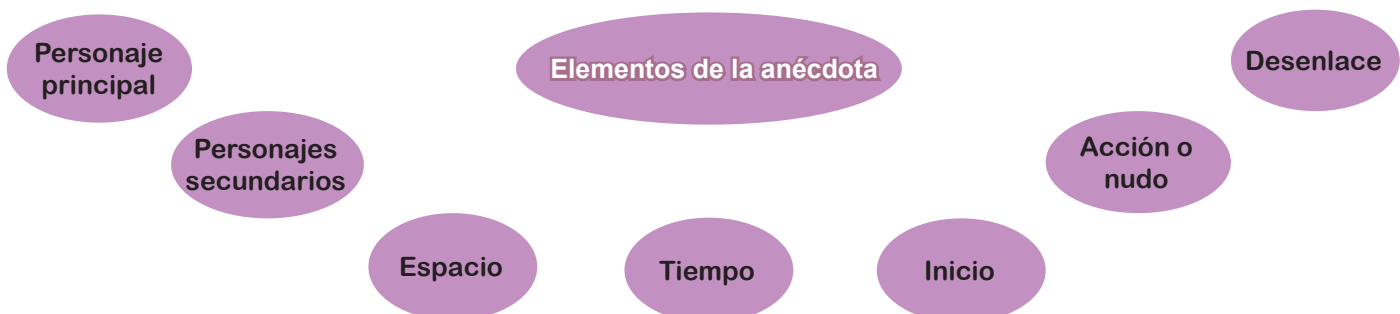 Elementos de la anécdota
Personaje
principal
Personajes
secundarios
Espacio
Tiempo
Inicio
Acción o
nudo
Desenlace